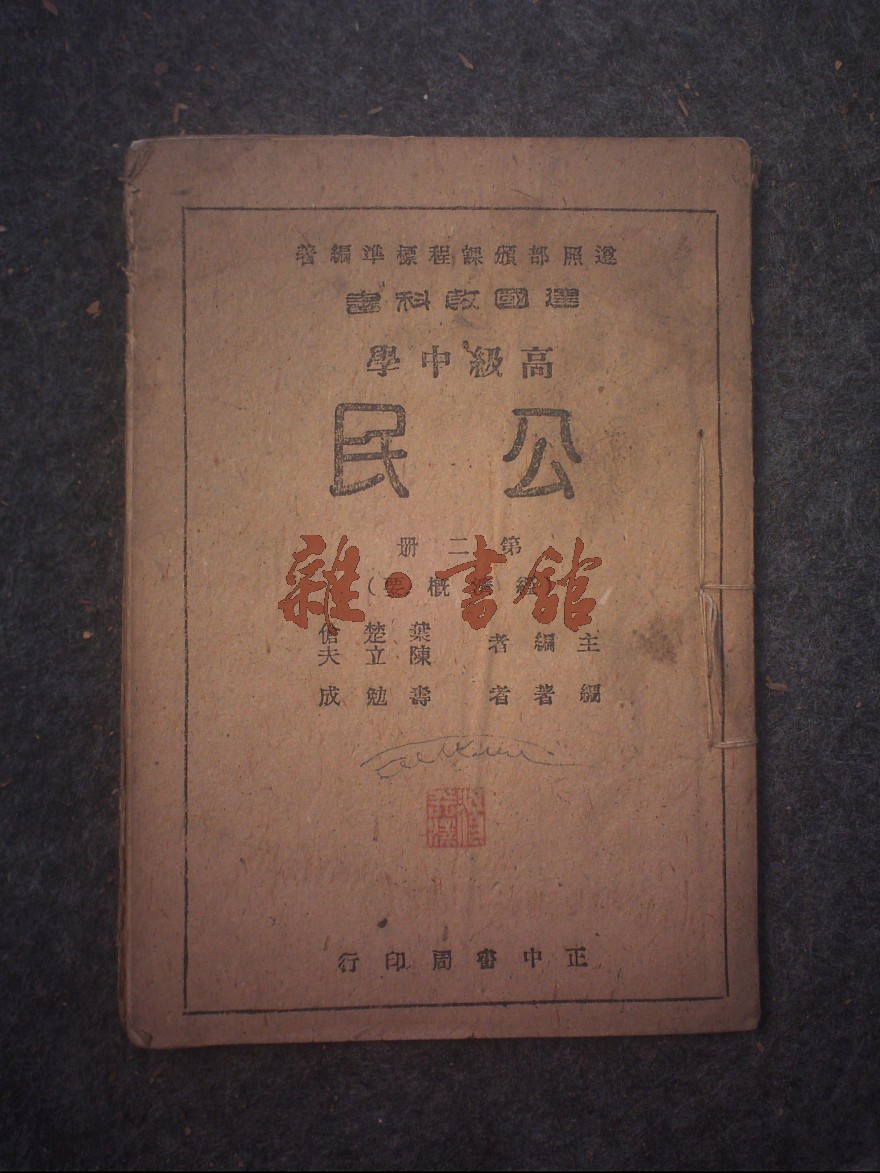 遵照部頒課程標準編著
建國教科書
高級中學
公民
第二册
(經濟概要)
主編者 葉楚傖
陳立夫
編著者 壽勉成
正中書局印行
雜·書館